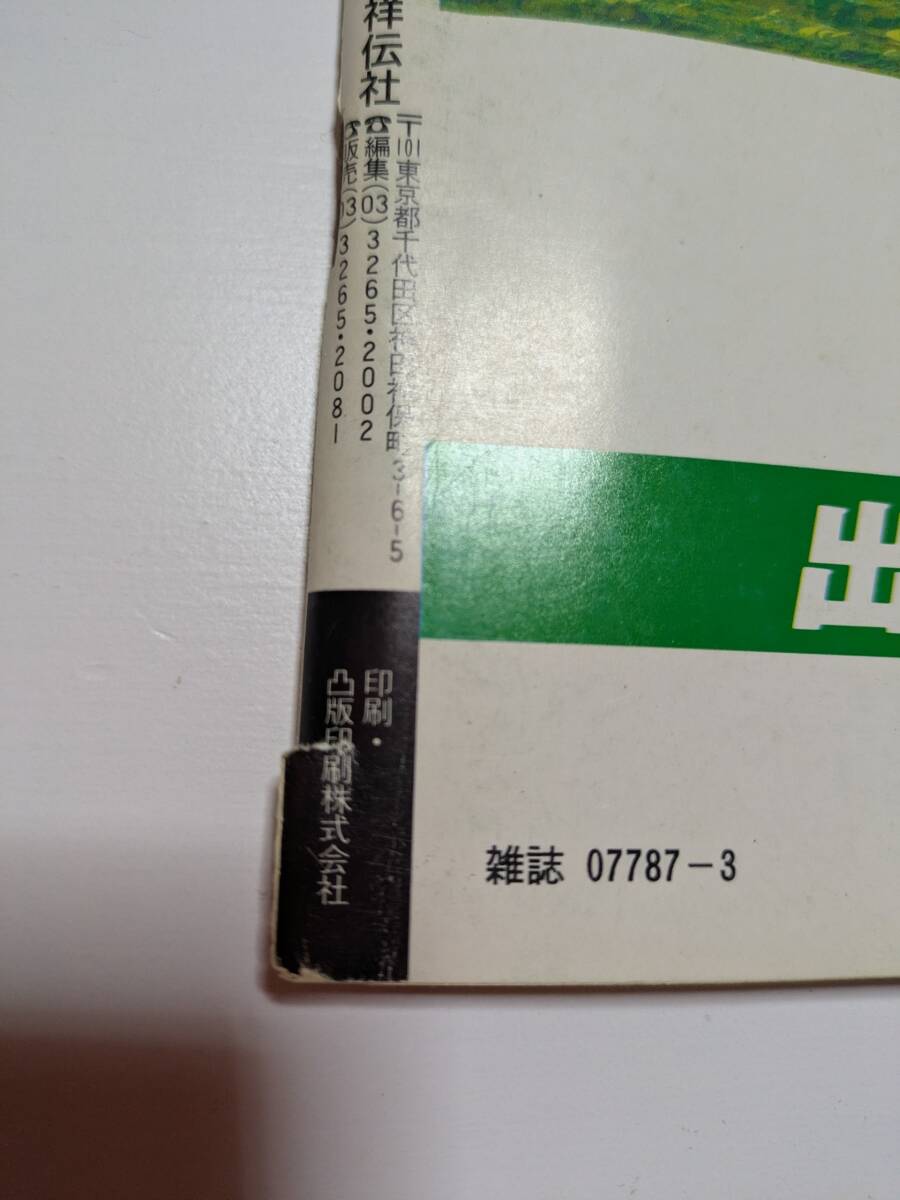 祥伝社
〒101東京都千代田区神田神保町3-6-5
☎編集(03)3265・2002
☎販売(03)3265・2081
出
印刷・
凸版印刷株式会社
雑誌 07787-3